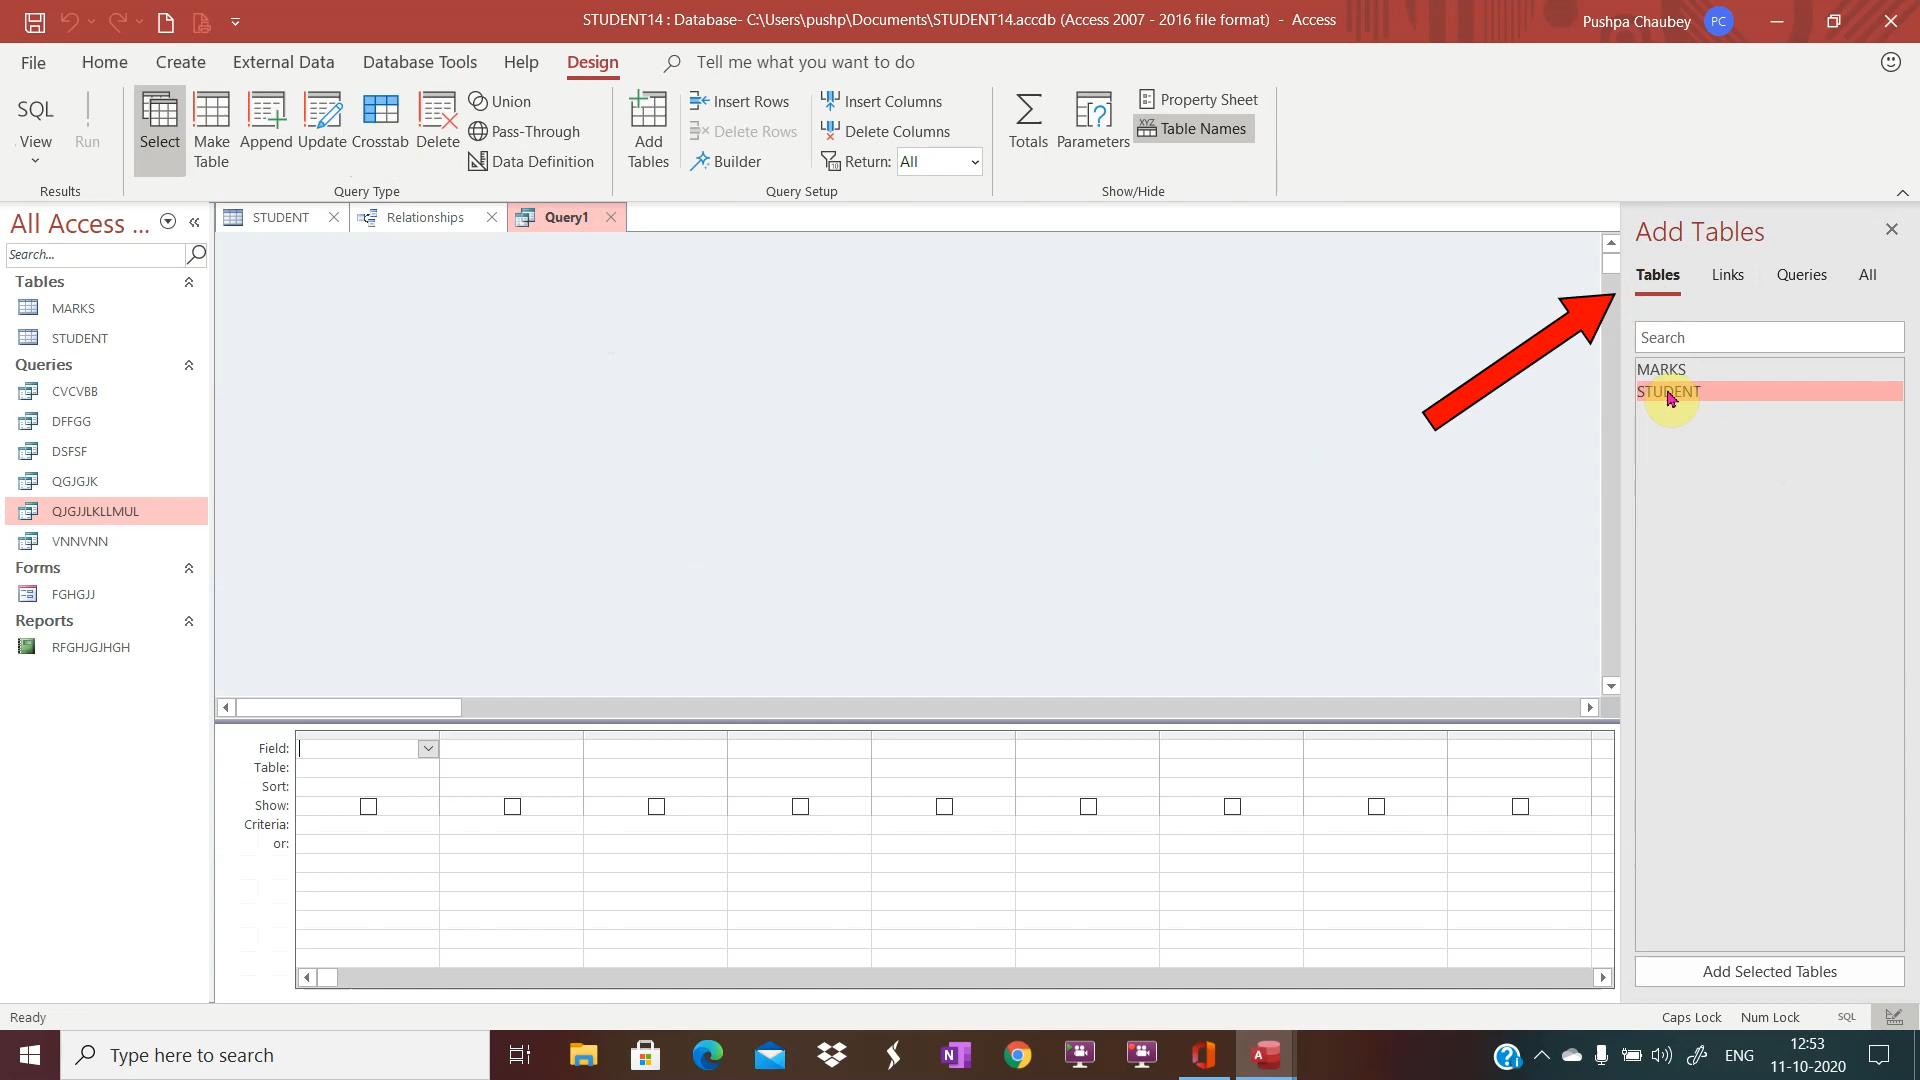 STUDENT14 : Database- C:\Users\pushp\Documents\STUDENT14.accdb (Access 2007 - 2016 file format) - Access
Pushpa Chaubey
PC
File Home Create External Data Database Tools Help Design Tell me what you want to do
SQL
View
Run
Results
Select
Make
Table
Append
Update
Crosstab
Delete
Union
Pass-Through
Data Definition
Query Type
Add
Tables
Insert Rows
Delete Rows
Builder
Insert Columns
Delete Columns
Return: All
Query Setup
Totals
Parameters
Property Sheet
XYZ Table Names
Show/Hide
All Access ...
Search...
Tables
MARKS
STUDENT
Queries
CVCVBB
DFFGG
DSFSF
QGJGJK
QJGJJLKLLMUL
VNNVNN
Forms
FGHGJJ
Reports
RFGHJGJHGH
STUDENT
Relationships
Query1
Field:
Table:
Sort:
Show:
Criteria:
or:
Add Tables
Tables Links Queries All
Search
MARKS
STUDENT
Add Selected Tables
Ready
Caps Lock Num Lock SQL
Type here to search
ENG
12:53
11-10-2020